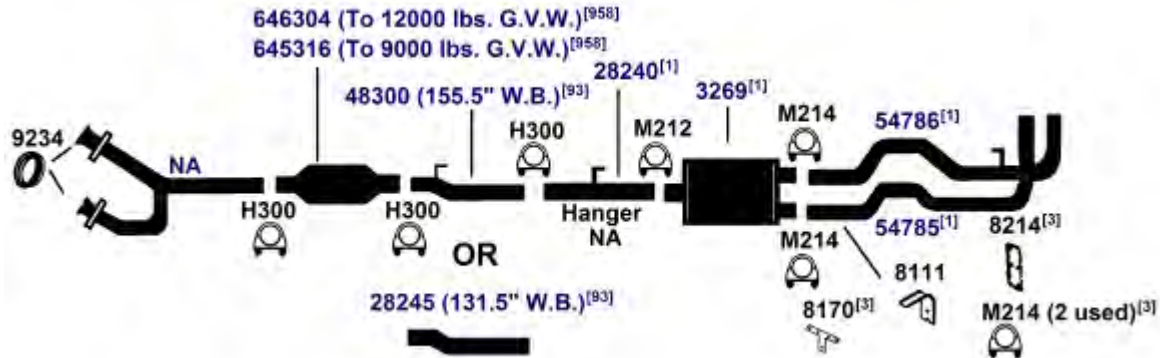 646304 (To 12000 lbs. G.V.W.)[958]
645316 (To 9000 lbs. G.V.W.)[958]
28240[1]
48300 (155.5" W.B.)[93]
3269[1]
9234
H300
M212
M214
54786[1]
NA
H300
H300
Hanger
NA
M214
54785[1]
8214[3]
OR
8111
28245 (131.5" W.B.)[93]
8170[3]
M214 (2 used)[3]